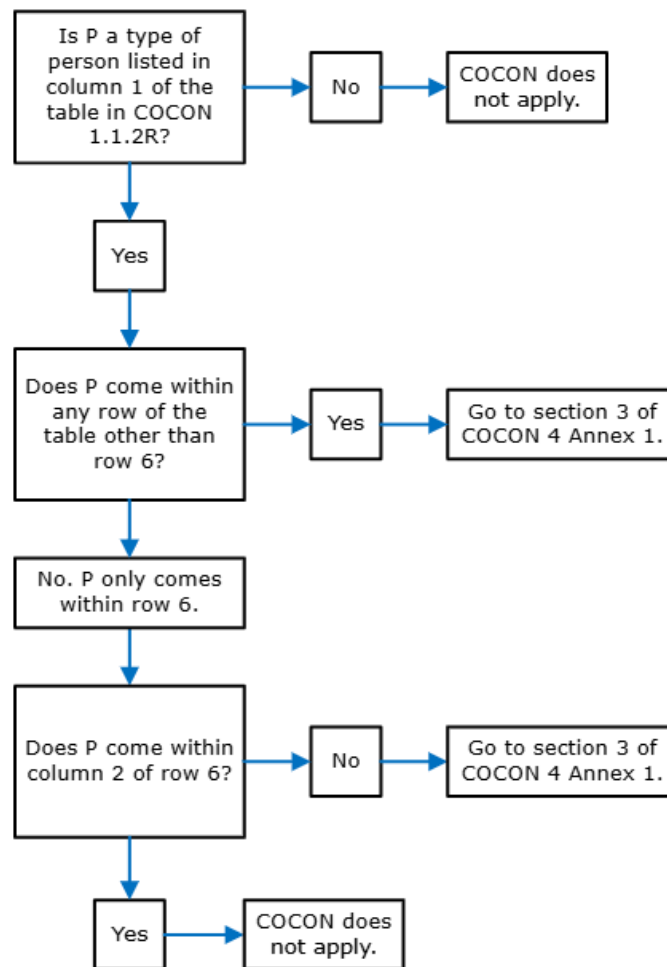 Is P a type of
person listed in
column 1 of the
table in COCON
1.1.2R?
No
COCON does
not apply.
Yes
Does P come within
any row of the
table other than
row 6?
Yes
Go to section 3 of
COCON 4 Annex 1.
No. P only comes
within row 6.
Does P come within
column 2 of row 6?
No
Go to section 3 of
COCON 4 Annex 1.
Yes
COCON does
not apply.